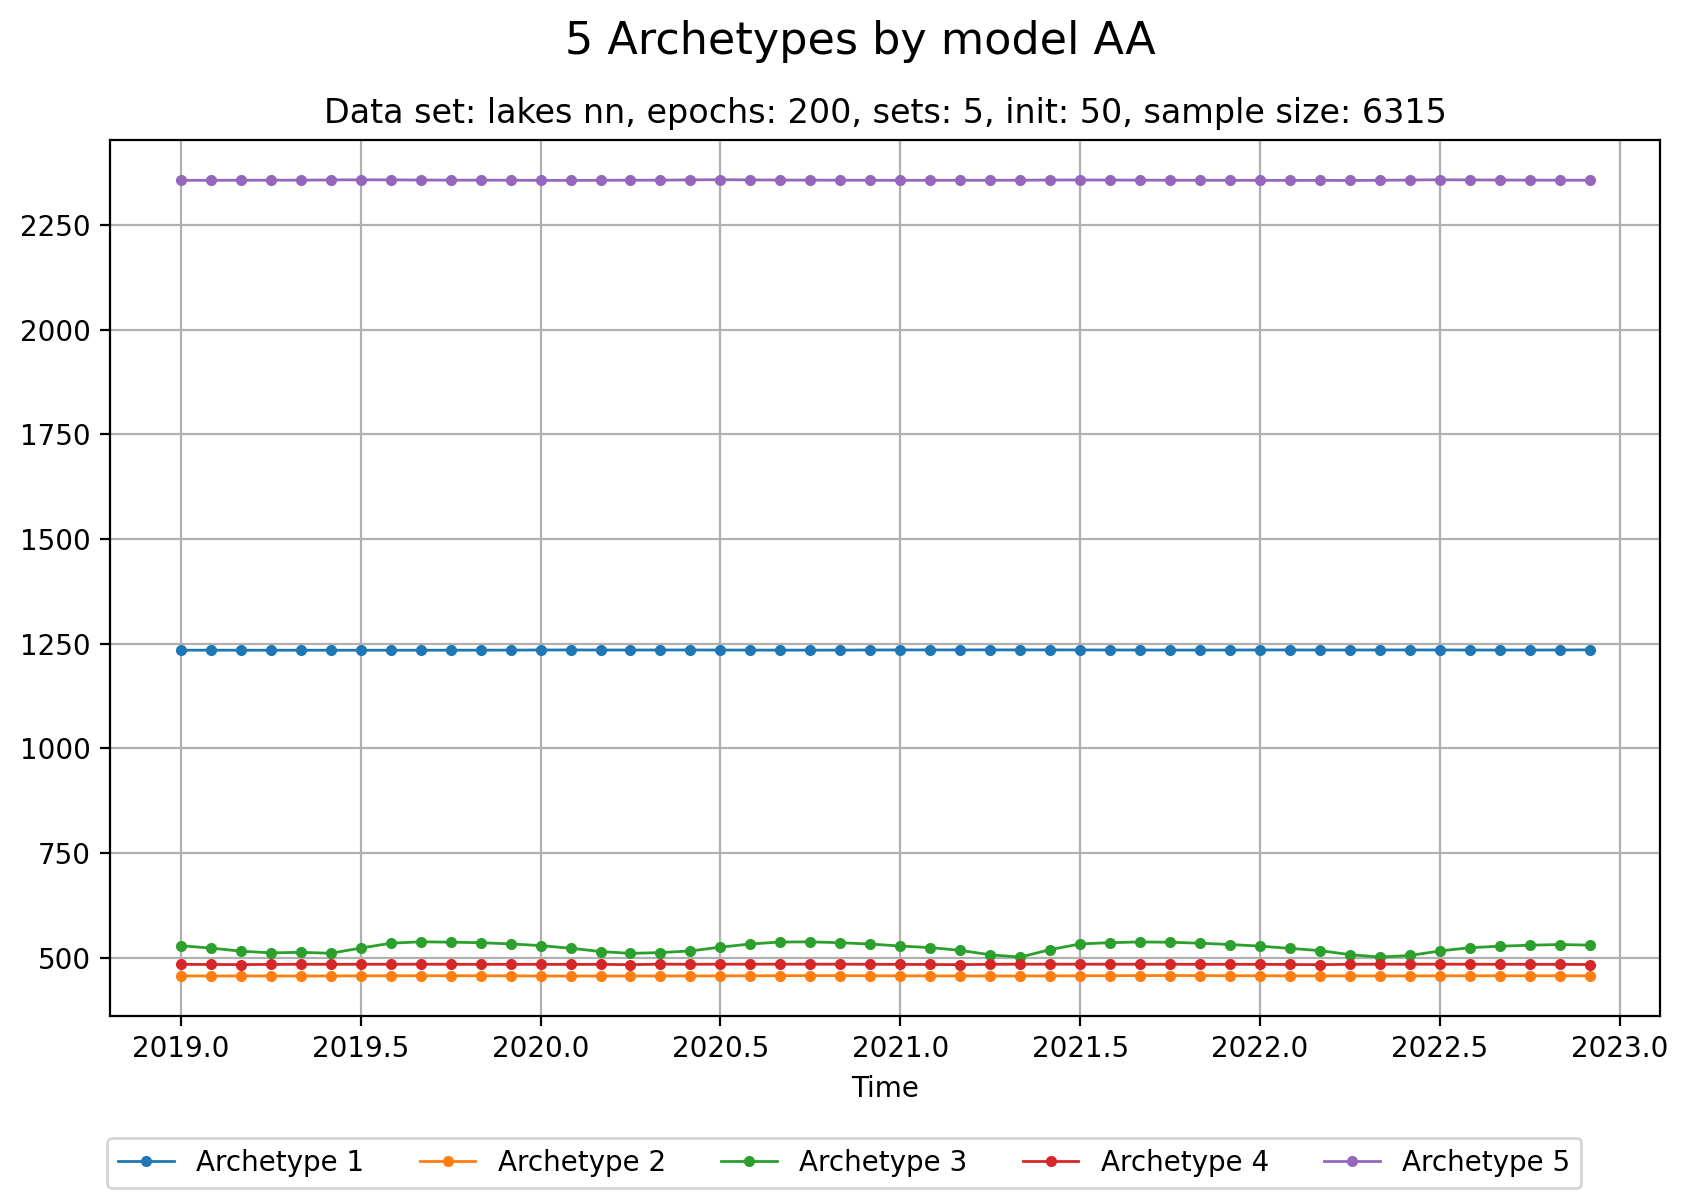 5 Archetypes by model AA
Data set: lakes nn, epochs: 200, sets: 5, init: 50, sample size: 6315
2250
2000
1750
1500
1250
1000
750
500
2019.0 2019.5 2020.0 2020.5 2021.0 2021.5 2022.0 2022.5 2023.0
Time
Archetype 1 Archetype 2 Archetype 3 Archetype 4 Archetype 5